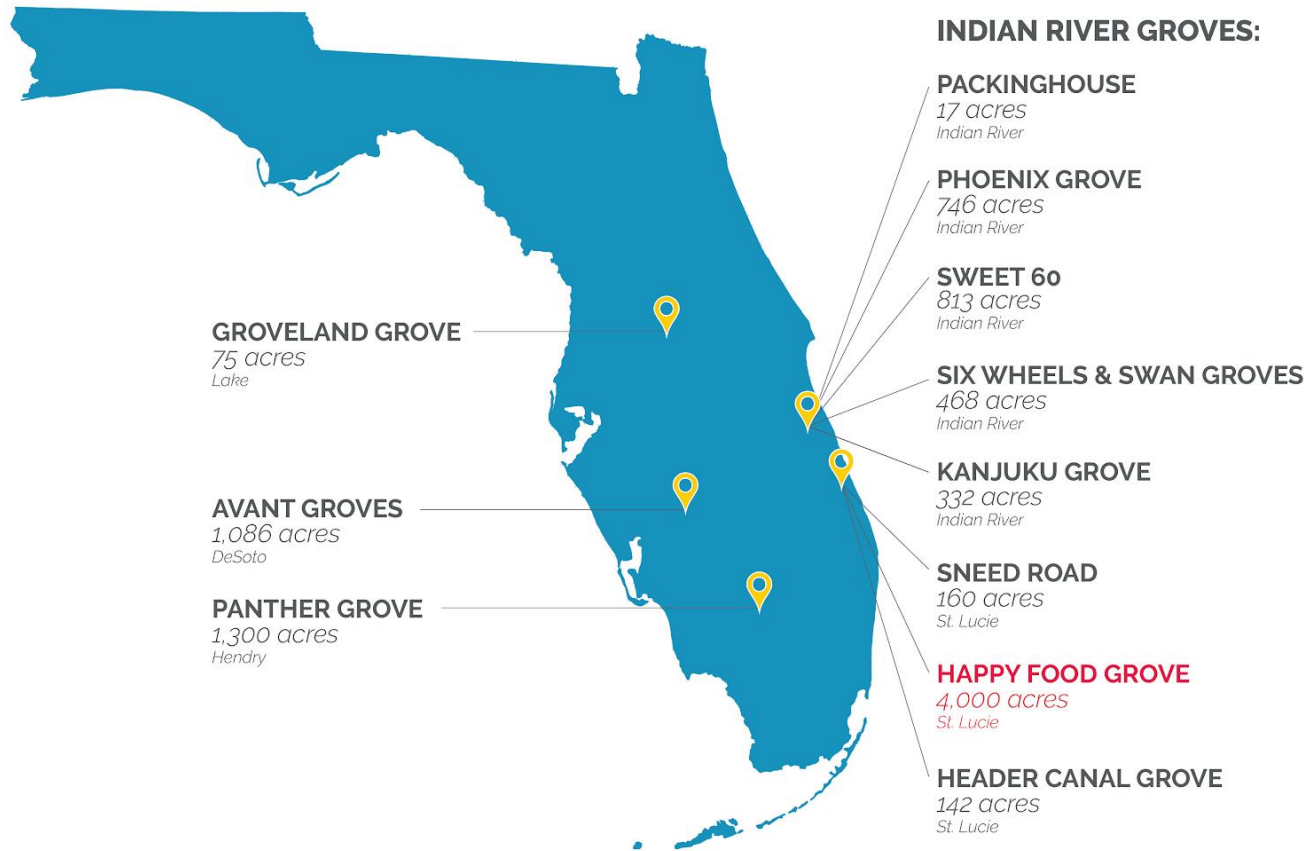 GROVELAND GROVE
75 acres
Lake
AVANT GROVES
1,086 acres
DeSoto
PANTHER GROVE
1,300 acres
Hendry
INDIAN RIVER GROVES:
PACKINGHOUSE
17 acres
Indian River
PHOENIX GROVE
746 acres
Indian River
SWEET 60
813 acres
Indian River
SIX WHEELS & SWAN GROVES
468 acres
Indian River
KANJUKU GROVE
332 acres
Indian River
SNEED ROAD
160 acres
St. Lucie
HAPPY FOOD GROVE
4,000 acres
St. Lucie
HEADER CANAL GROVE
142 acres
St. Lucie